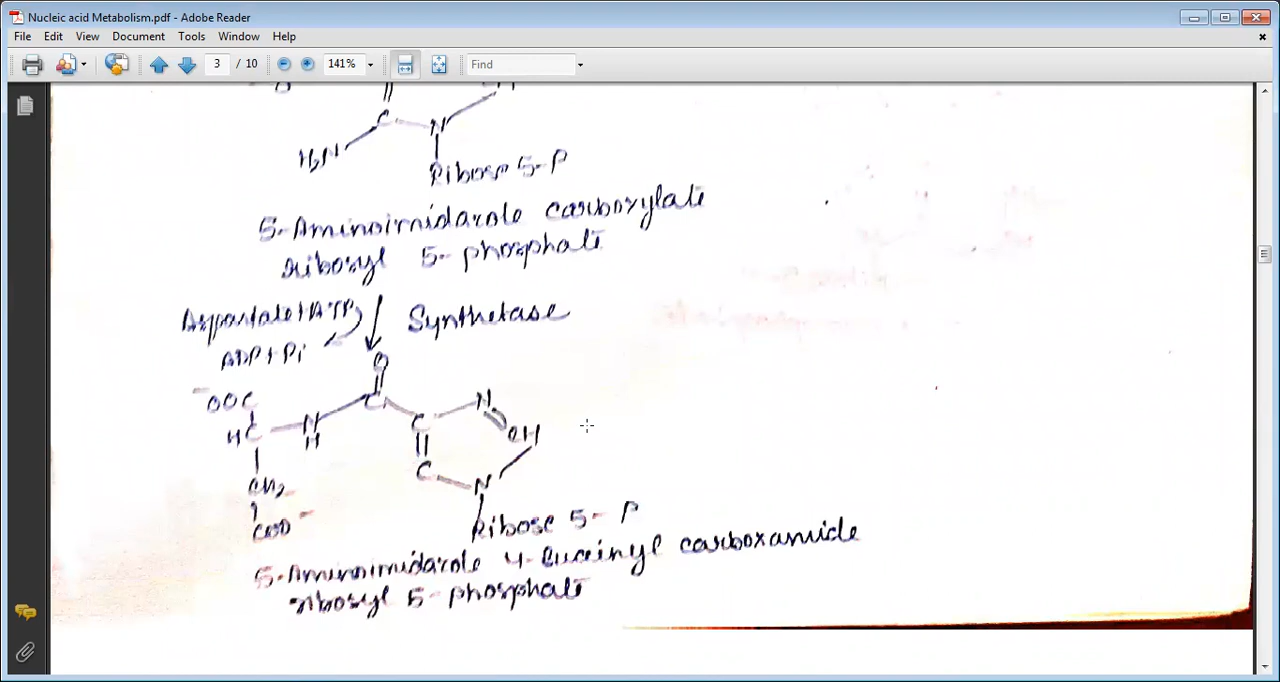 Nucleic acid Metabolism.pdf - Adobe Reader
File Edit View Document Tools Window Help
3 / 10 141% Find
C N
H2N
Ribose 5-P
5-Aminoimidazole carboxylate
ribosyl 5-phosphate
Aspartate+ATP Synthetase
ADP+Pi
O
-OOC C N
N C
H C H CH
C N
CH2
COO- Ribose 5-P
5-Aminoimidazole 4-Succinyl carboxamide
ribosyl 5-phosphate